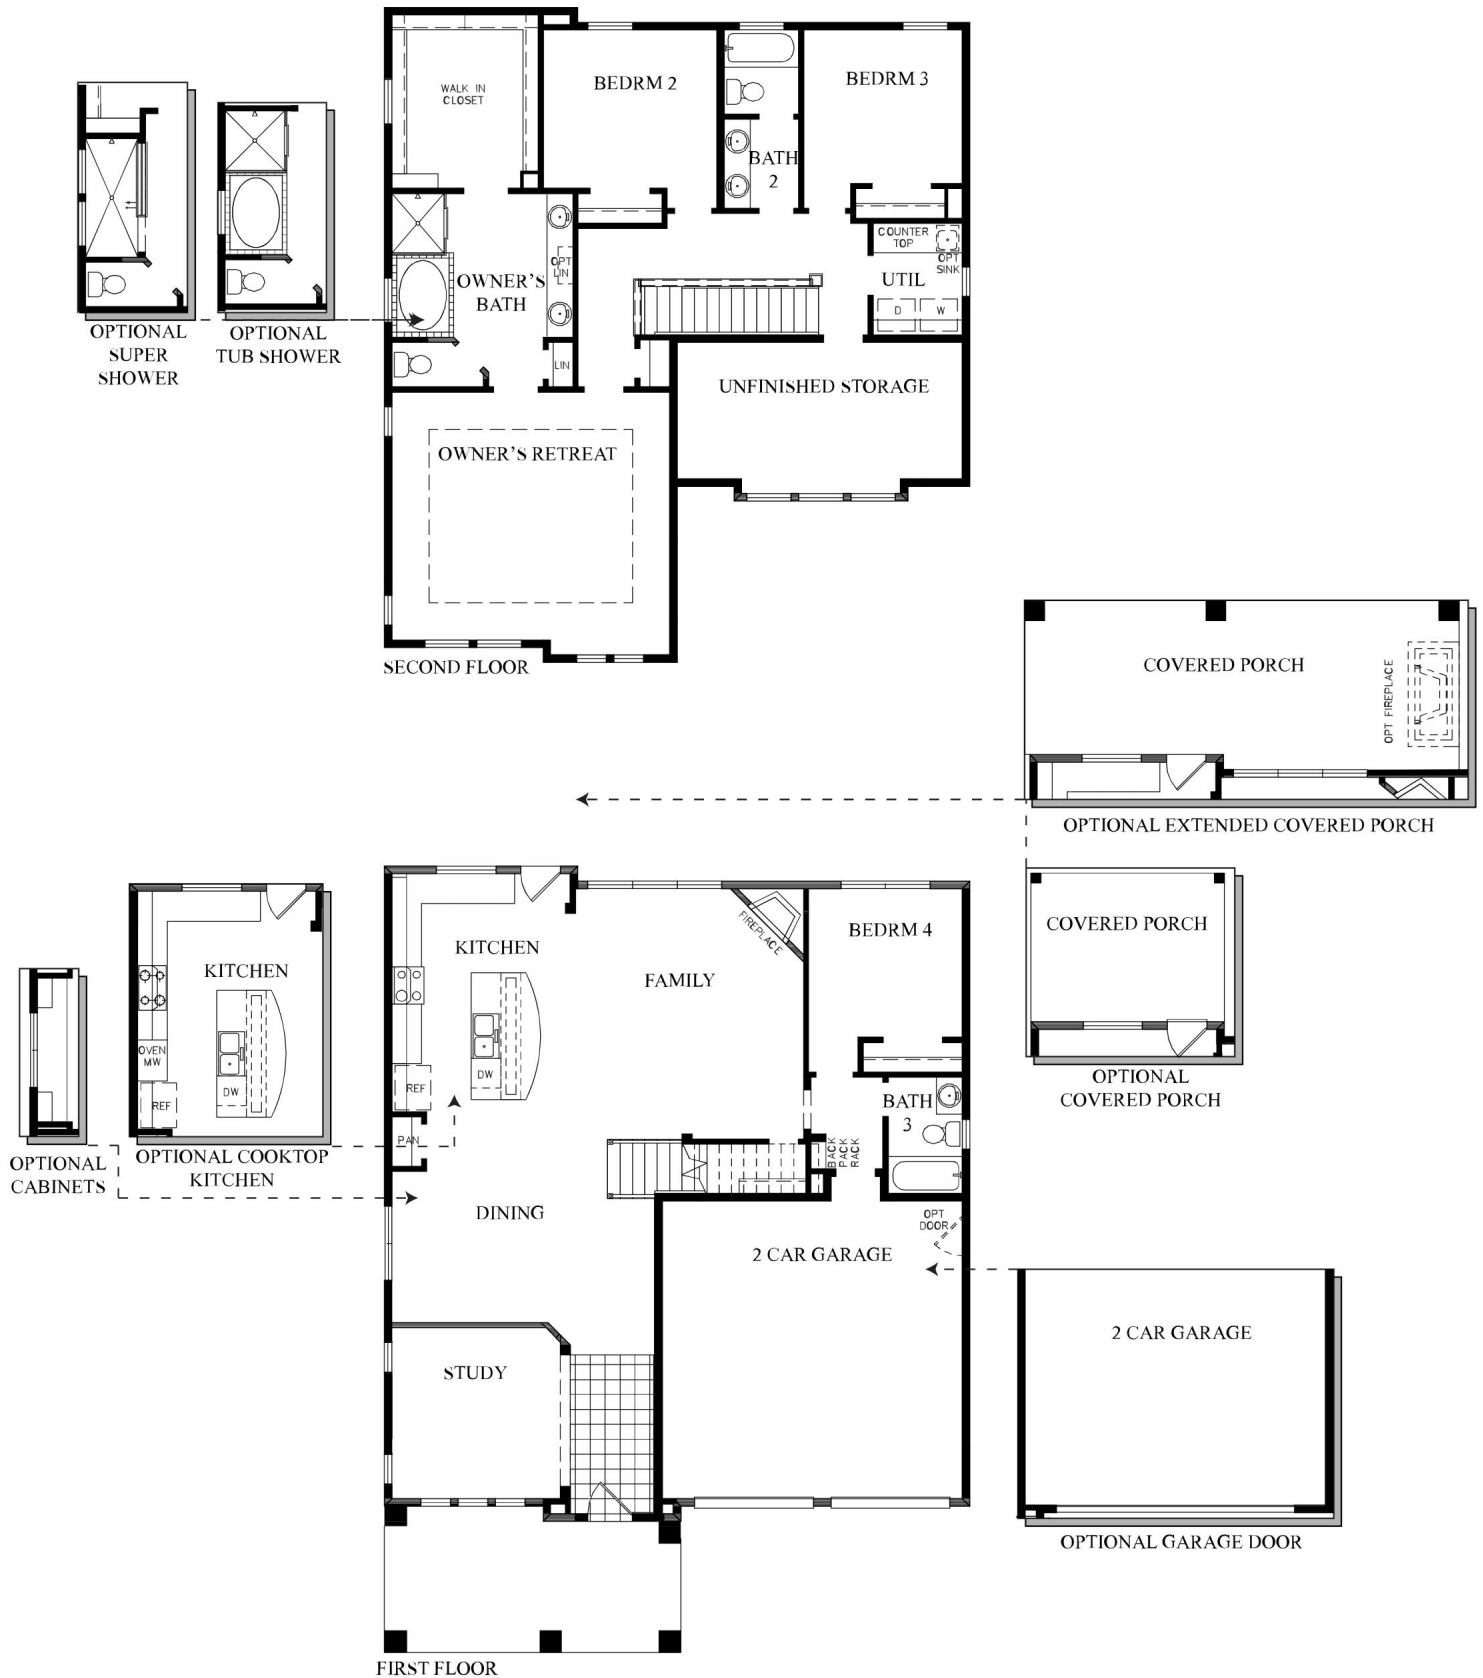 WALK IN
CLOSET
BEDRM 2
BATH
2
BEDRM 3
COUNTER
TOP
OPT
SINK
UTIL
D
W
OWNER'S
BATH
OPT
LIN
LIN
UNFINISHED STORAGE
OWNER'S RETREAT
OPTIONAL
SUPER
SHOWER
OPTIONAL
TUB SHOWER
SECOND FLOOR
COVERED PORCH
OPT FIREPLACE
OPTIONAL EXTENDED COVERED PORCH
COVERED PORCH
OPTIONAL
COVERED PORCH
KITCHEN
OVEN
MW
REF
DW
OPTIONAL COOKTOP
KITCHEN
OPTIONAL
CABINETS
KITCHEN
DW
REF
PAN
FAMILY
FIREPLACE
BEDRM 4
BATH
3
BACK
PACK
RACK
DINING
OPT
DOOR
2 CAR GARAGE
STUDY
2 CAR GARAGE
OPTIONAL GARAGE DOOR
FIRST FLOOR